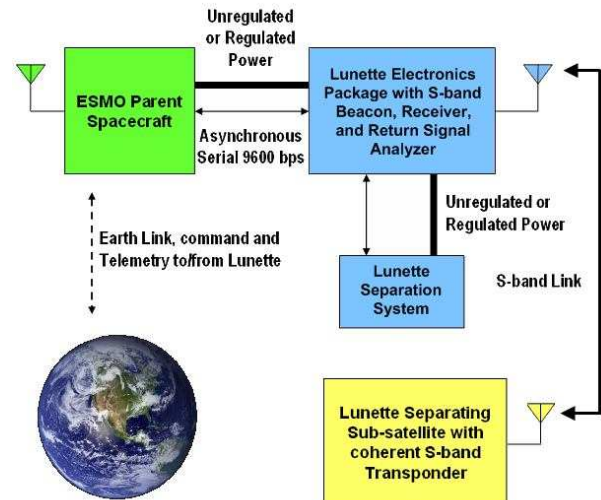 Unregulated
or Regulated
Power
ESMO Parent
Spacecraft
Lunette Electronics
Package with S-band
Beacon, Receiver,
and Return Signal
Analyzer
Asynchronous
Serial 9600 bps
Unregulated or
Regulated Power
Earth Link, command and
Telemetry to/from Lunette
Lunette
Separation
System
S-band Link
Lunette Separating
Sub-satellite with
coherent S-band
Transponder